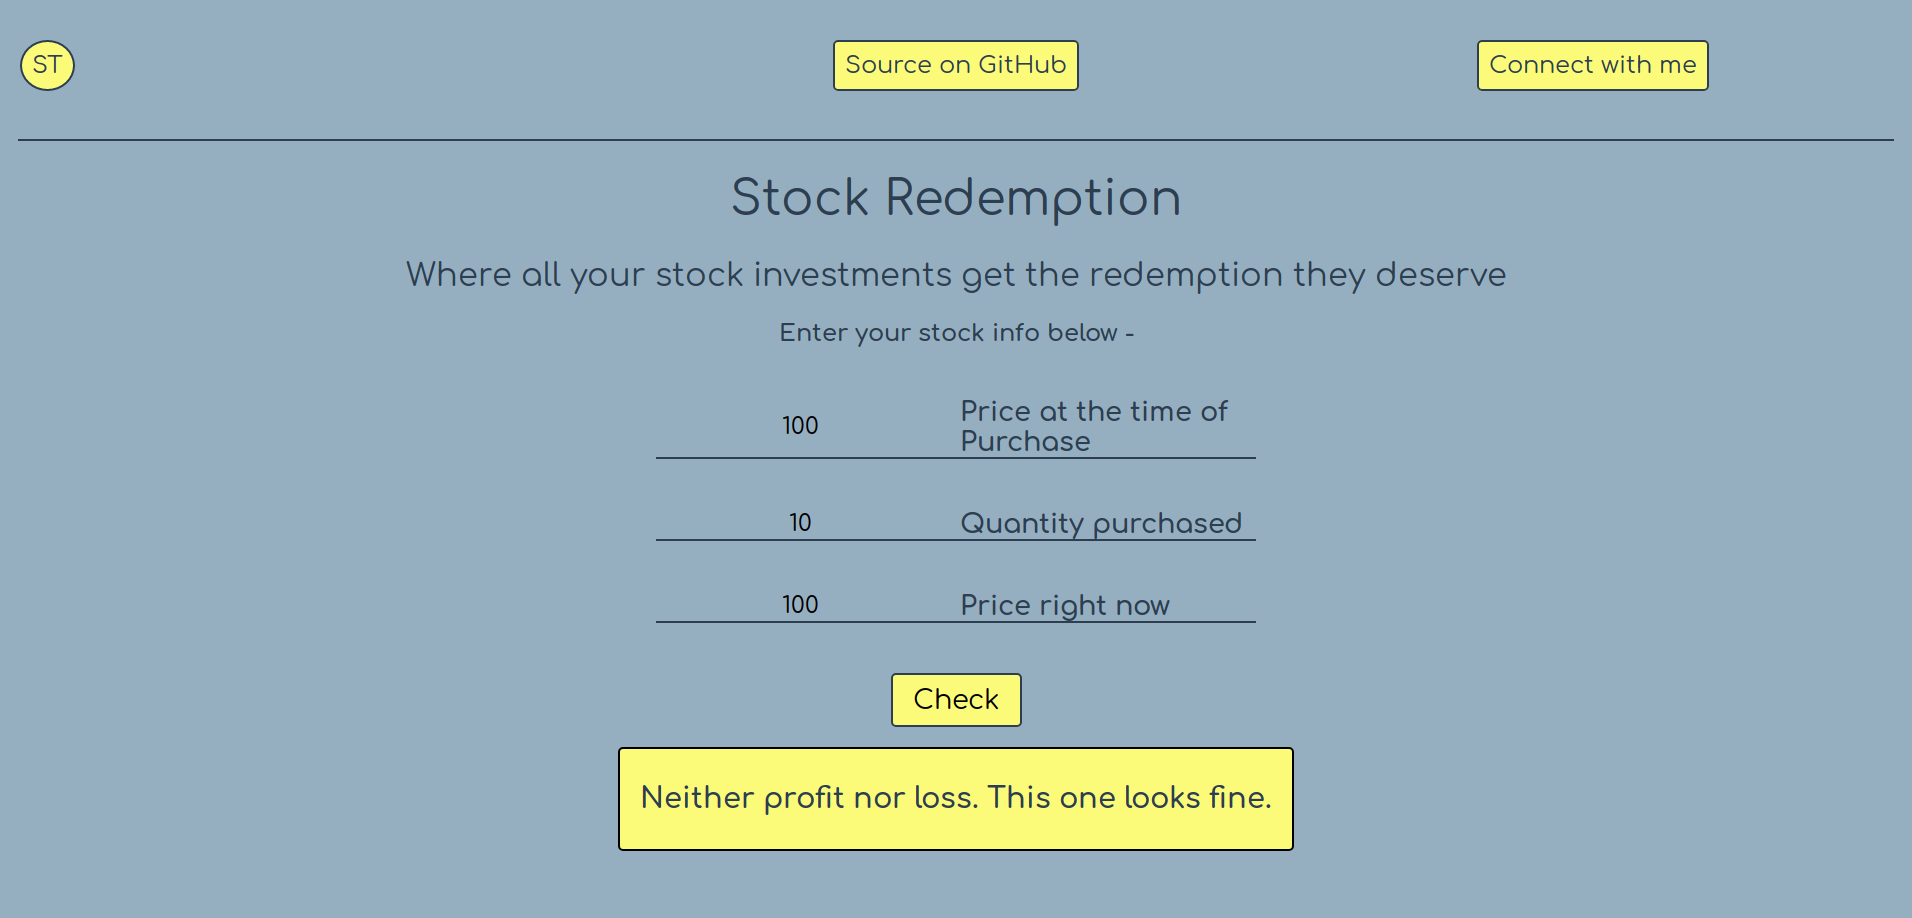 ST
Source on GitHub
Connect with me
Stock Redemption
Where all your stock investments get the redemption they deserve
Enter your stock info below -
100
Price at the time of
Purchase
10
Quantity purchased
100
Price right now
Check
Neither profit nor loss. This one looks fine.